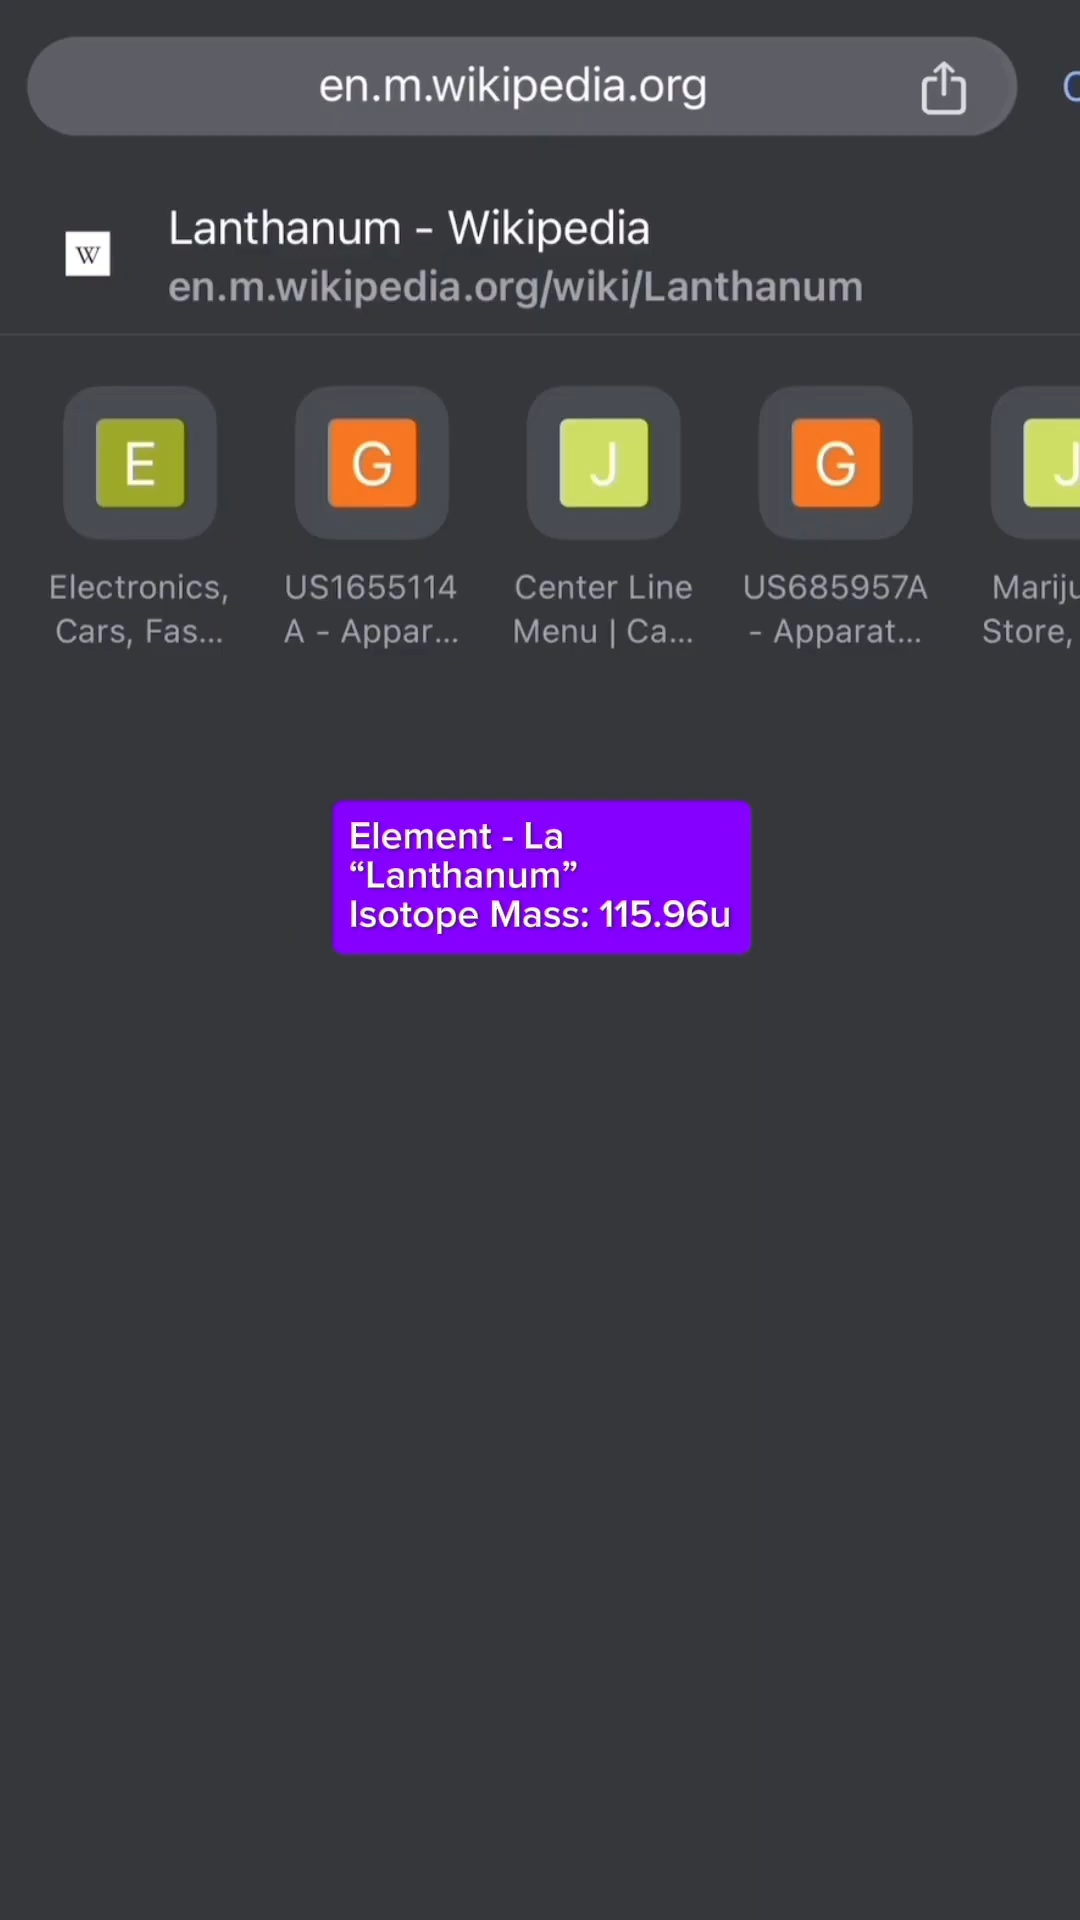 en.m.wikipedia.org
W
Lanthanum - Wikipedia
en.m.wikipedia.org/wiki/Lanthanum
E
G
J
G
J
Electronics,
Cars, Fas...
US1655114
A - Appar...
Center Line
Menu | Ca...
US685957A
- Apparat...
Store,
Element - La
“Lanthanum”
Isotope Mass: 115.96u